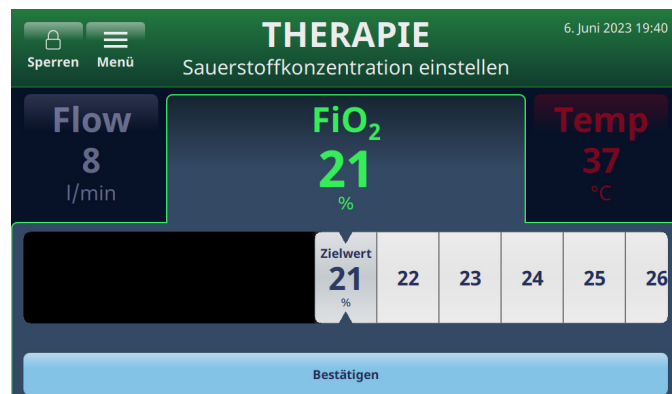 THERAPIE
6. Juni 2023 19:40
Sperren Menü
Sauerstoffkonzentration einstellen
Flow
8
l/min
FiO₂
21
%
Temp
37
°C
Zielwert
21
%
22 23 24 25 26
Bestätigen